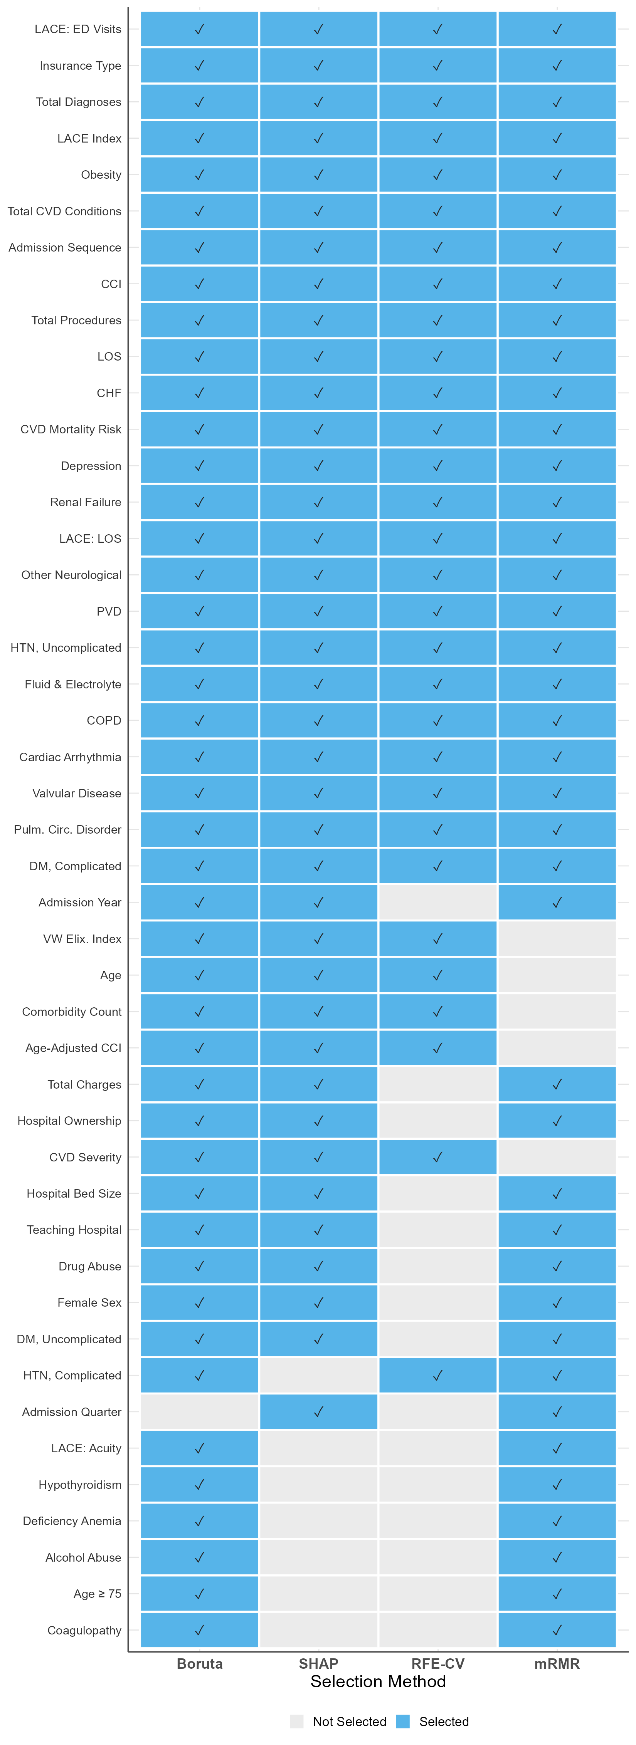 LACE: ED Visits ✓ ✓ ✓ ✓
Insurance Type ✓ ✓ ✓ ✓
Total Diagnoses ✓ ✓ ✓ ✓
LACE Index ✓ ✓ ✓ ✓
Obesity ✓ ✓ ✓ ✓
Total CVD Conditions ✓ ✓ ✓ ✓
Admission Sequence ✓ ✓ ✓ ✓
CCI ✓ ✓ ✓ ✓
Total Procedures ✓ ✓ ✓ ✓
LOS ✓ ✓ ✓ ✓
CHF ✓ ✓ ✓ ✓
CVD Mortality Risk ✓ ✓ ✓ ✓
Depression ✓ ✓ ✓ ✓
Renal Failure ✓ ✓ ✓ ✓
LACE: LOS ✓ ✓ ✓ ✓
Other Neurological ✓ ✓ ✓ ✓
PVD ✓ ✓ ✓ ✓
HTN, Uncomplicated ✓ ✓ ✓ ✓
Fluid & Electrolyte ✓ ✓ ✓ ✓
COPD ✓ ✓ ✓ ✓
Cardiac Arrhythmia ✓ ✓ ✓ ✓
Valvular Disease ✓ ✓ ✓ ✓
Pulm. Circ. Disorder ✓ ✓ ✓ ✓
DM, Complicated ✓ ✓ ✓ ✓
Admission Year ✓ ✓ ✓
VW Elix. Index ✓ ✓ ✓
Age ✓ ✓ ✓
Comorbidity Count ✓ ✓ ✓
Age-Adjusted CCI ✓ ✓ ✓
Total Charges ✓ ✓ ✓
Hospital Ownership ✓ ✓ ✓
CVD Severity ✓ ✓ ✓
Hospital Bed Size ✓ ✓ ✓
Teaching Hospital ✓ ✓ ✓
Drug Abuse ✓ ✓ ✓
Female Sex ✓ ✓ ✓
DM, Uncomplicated ✓ ✓ ✓
HTN, Complicated ✓ ✓ ✓
Admission Quarter ✓ ✓
LACE: Acuity ✓ ✓
Hypothyroidism ✓ ✓
Deficiency Anemia ✓ ✓
Alcohol Abuse ✓ ✓
Age ≥ 75 ✓ ✓
Coagulopathy ✓ ✓
Boruta SHAP RFE-CV mRMR
Selection Method
Not Selected Selected